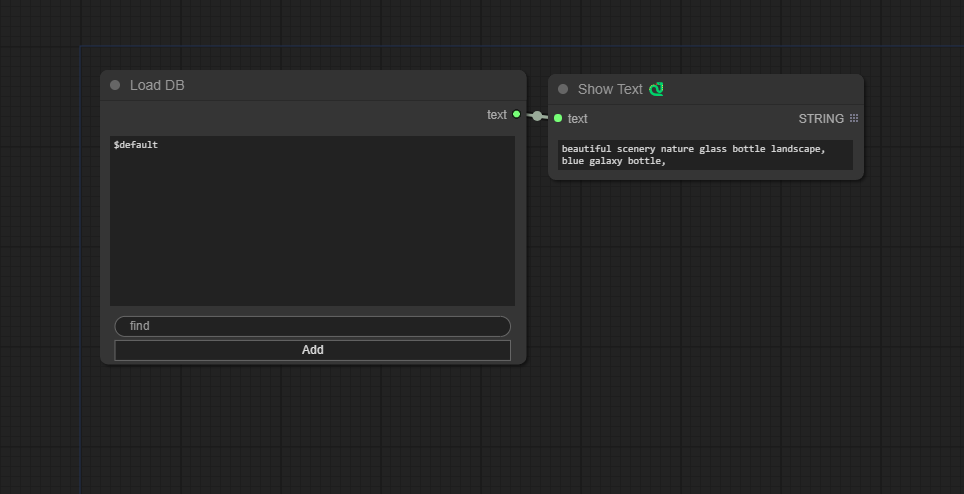 Load DB
text
$default
find
Add
Show Text
text
STRING
beautiful scenery nature glass bottle landscape,
blue galaxy bottle,